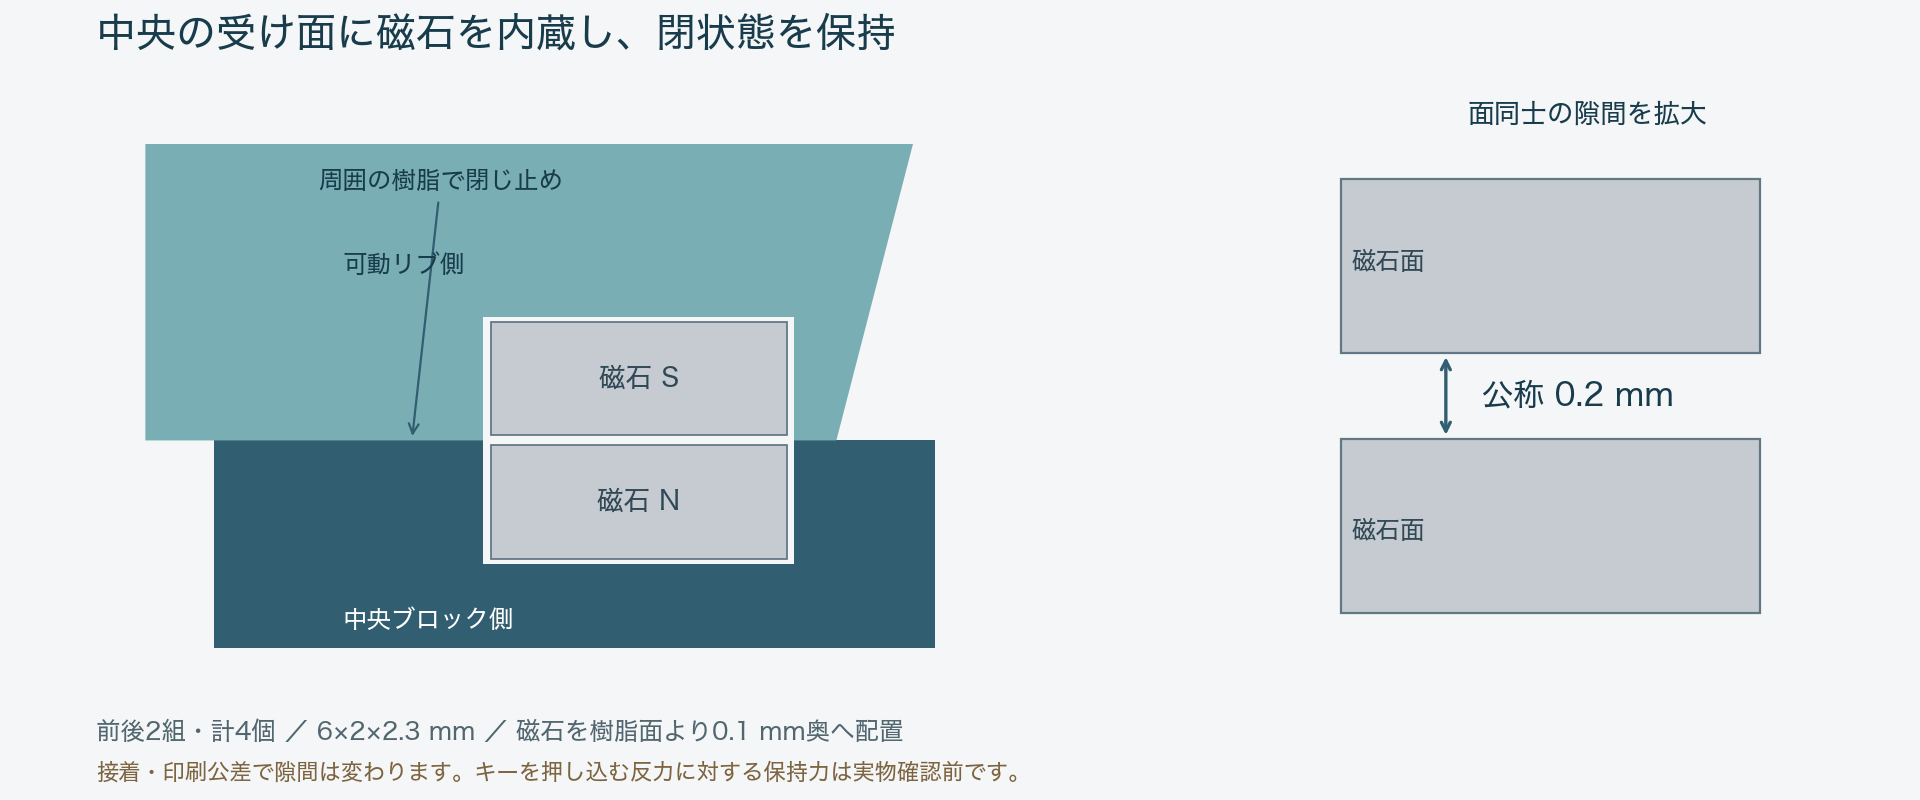 中央の受け面に磁石を内蔵し、閉状態を保持
面同士の隙間を拡大
周囲の樹脂で閉じ止め
可動リブ側
磁石 S
磁石 N
中央ブロック側
磁石面
公称 0.2 mm
磁石面
前後2組・計4個 ／ 6×2×2.3 mm ／ 磁石を樹脂面より0.1 mm奥へ配置
接着・印刷公差で隙間は変わります。キーを押し込む反力に対する保持力は実物確認前です。